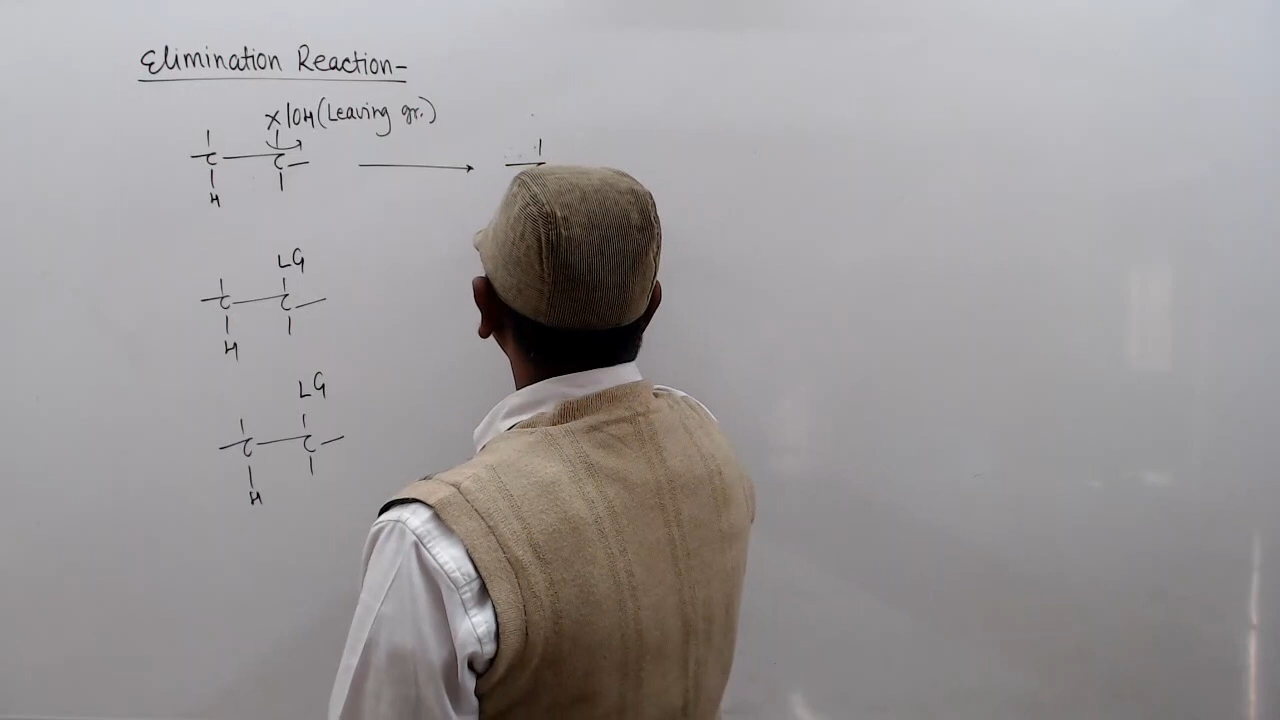 Elimination Reaction-
X/OH (Leaving gr.)
C C
H
LG
C C
H
LG
C C
H